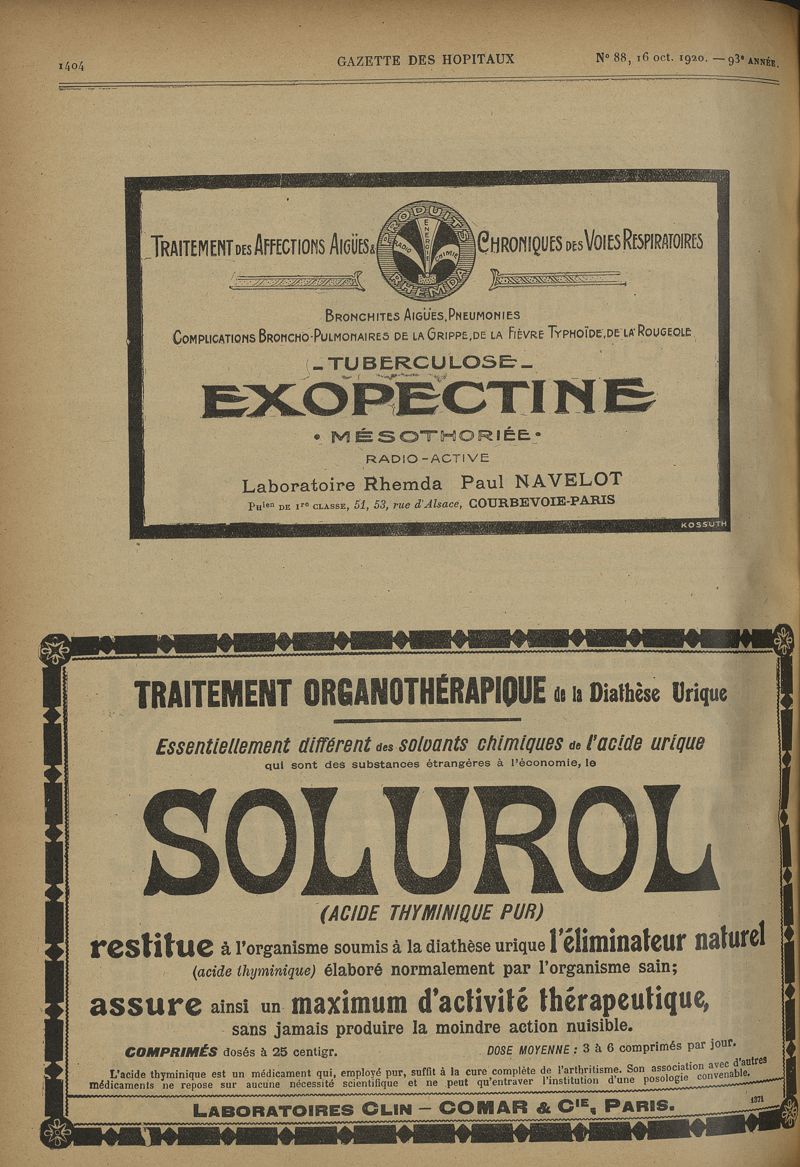 1404
GAZETTE DES HOPITAUX
N° 88, 16 oct. 1920. — 93e ANNÉE.
TRAITEMENT DES AFFECTIONS AIGÜES &
PRODUITS
RHEMDA
RADIO
ENERGIE
CHIMIE
CHRONIQUES DES VOIES RESPIRATOIRES
BRONCHITES AIGÜES, PNEUMONIES
COMPLICATIONS BRONCHO-PULMONAIRES DE LA GRIPPE, DE LA FIÈVRE TYPHOÏDE, DE LA ROUGEOLE
TUBERCULOSE
EXOPECTINE
• MÉSOTHORIÉE •
RADIO-ACTIVE
Laboratoire Rhemda Paul NAVELOT
PHien DE 1re CLASSE, 51, 53, rue d'Alsace, COURBEVOIE-PARIS
KOSSUTH
TRAITEMENT ORGANOTHÉRAPIQUE de la Diathèse Urique
Essentiellement différent des solvants chimiques de l'acide urique
qui sont des substances étrangères à l'économie, le
SOLUROL
(ACIDE THYMINIQUE PUR)
restitue à l'organisme soumis à la diathèse urique l'éliminateur naturel
(acide thyminique) élaboré normalement par l'organisme sain;
assure ainsi un maximum d'activité thérapeutique,
sans jamais produire la moindre action nuisible.
COMPRIMÉS dosés à 25 centigr.
DOSE MOYENNE : 3 à 6 comprimés par jour.
L'acide thyminique est un médicament qui, employé pur, suffit à la cure complète de l'arthritisme. Son association avec d'autres
médicaments ne repose sur aucune nécessité scientifique et ne peut qu'entraver l'institution d'une posologie convenable.
LABORATOIRES CLIN – COMAR & CIE, PARIS.
1371